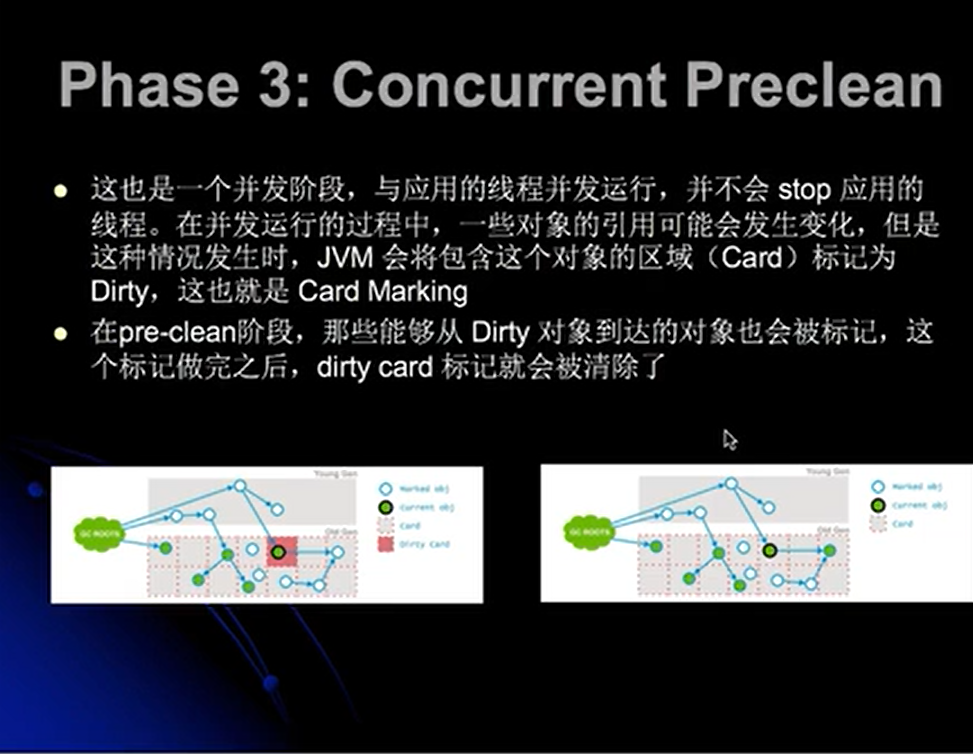 Phase 3: Concurrent Preclean
这也是一个并发阶段，与应用的线程并发运行，并不会 stop 应用的
线程。在并发运行的过程中，一些对象的引用可能会发生变化，但是
这种情况发生时，JVM 会将包含这个对象的区域（Card）标记为
Dirty，这也就是 Card Marking
在pre-clean阶段，那些能够从 Dirty 对象到达的对象也会被标记，这
个标记做完之后，dirty card 标记就会被清除了
Young Gen
Marked obj
GC ROOTS
Current obj
Card
Old Gen
Dirty Card
Young Gen
Marked obj
GC ROOTS
Current obj
Card
Old Gen